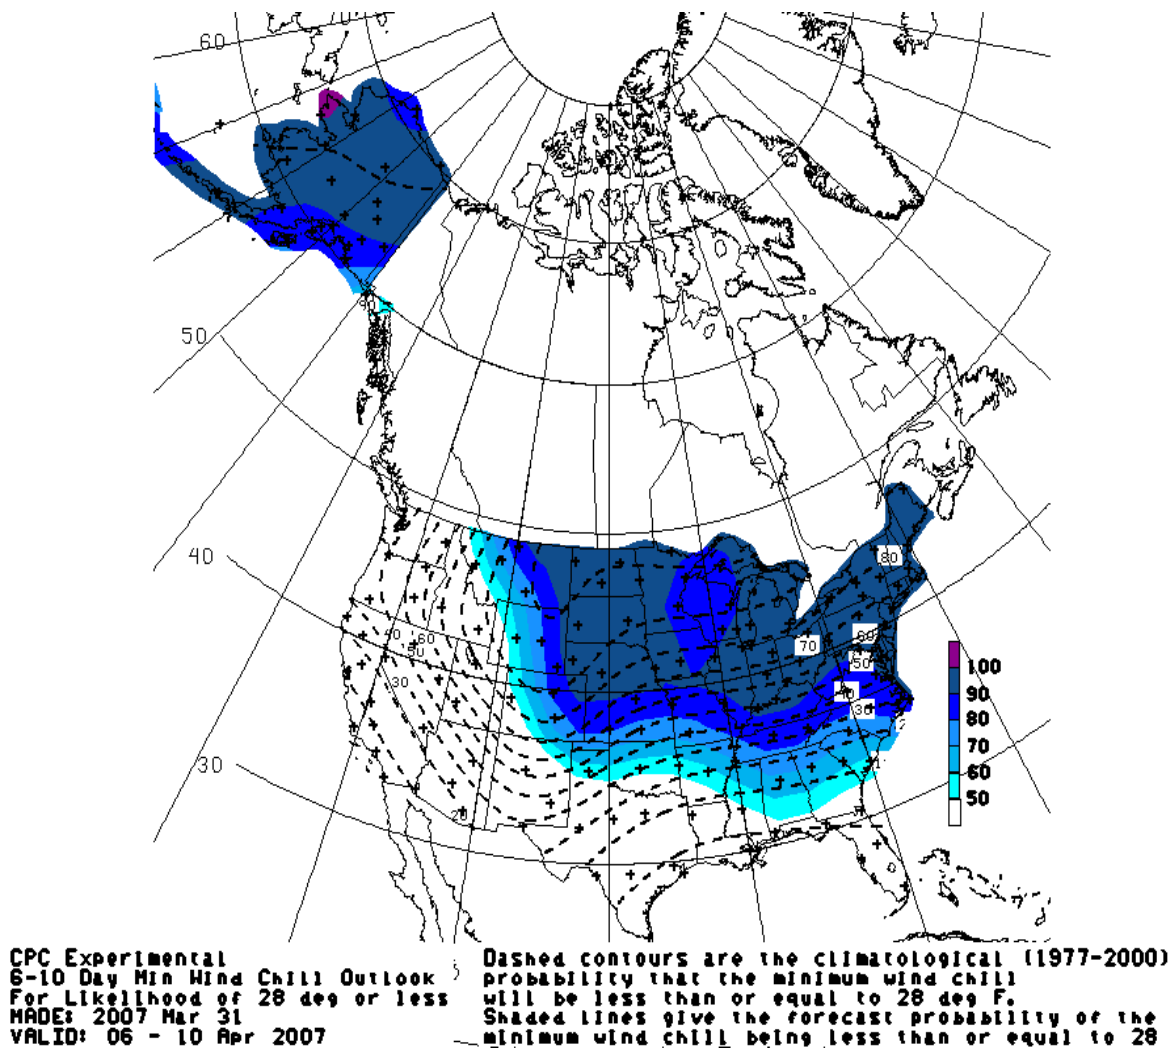 60
70
50
40
30
80
70
60
50
40
30
60
50
30
20
100
90
80
70
60
50
CPC Experimental
6-10 Day Min Wind Chill Outlook
For Likelihood of 28 deg or less
MADE: 2007 Mar 31
VALID: 06 - 10 Apr 2007
Dashed contours are the climatological (1977-2000)
probability that the minimum wind chill
will be less than or equal to 28 deg F.
Shaded lines give the forecast probability of the
minimum wind chill being less than or equal to 28